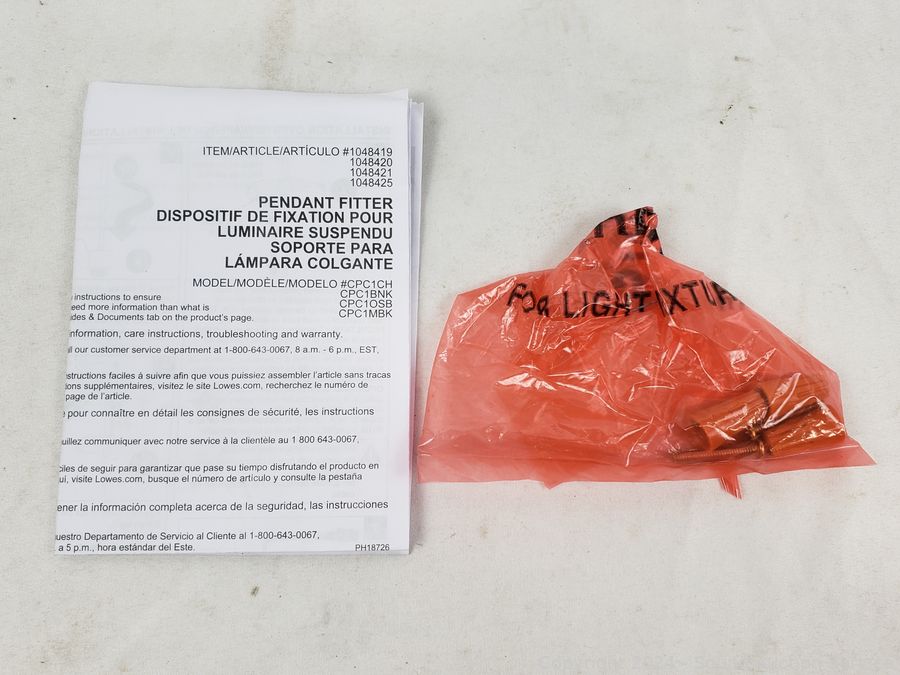 ITEM/ARTICLE/ARTÍCULO #1048419
1048420
1048421
1048425
PENDANT FITTER
DISPOSITIF DE FIXATION POUR
LUMINAIRE SUSPENDU
SOPORTE PARA
LÁMPARA COLGANTE
MODEL/MODÈLE/MODELO #CPC1CH
CPC1BNK
CPC1OSB
CPC1MBK
instructions to ensure
eed more information than what is
des & Documents tab on the product's page.
nformation, care instructions, troubleshooting and warranty.
ll our customer service department at 1-800-643-0067, 8 a.m. - 6 p.m., EST,
structions faciles à suivre afin que vous puissiez assembler l'article sans tracas
ions supplémentaires, visitez le site Lowes.com, recherchez le numéro de
page de l'article.
pour connaître en détail les consignes de sécurité, les instructions
uillez communiquer avec notre service à la clientèle au 1 800 643-0067,
ciles de seguir para garantizar que pase su tiempo disfrutando el producto en
uí, visite Lowes.com, busque el número de artículo y consulte la pestaña
ener la información completa acerca de la seguridad, las instrucciones
uestro Departamento de Servicio al Cliente al 1-800-643-0067,
a 5 p.m., hora estándar del Este.
PH18726
FOR LIGHT IXTUR